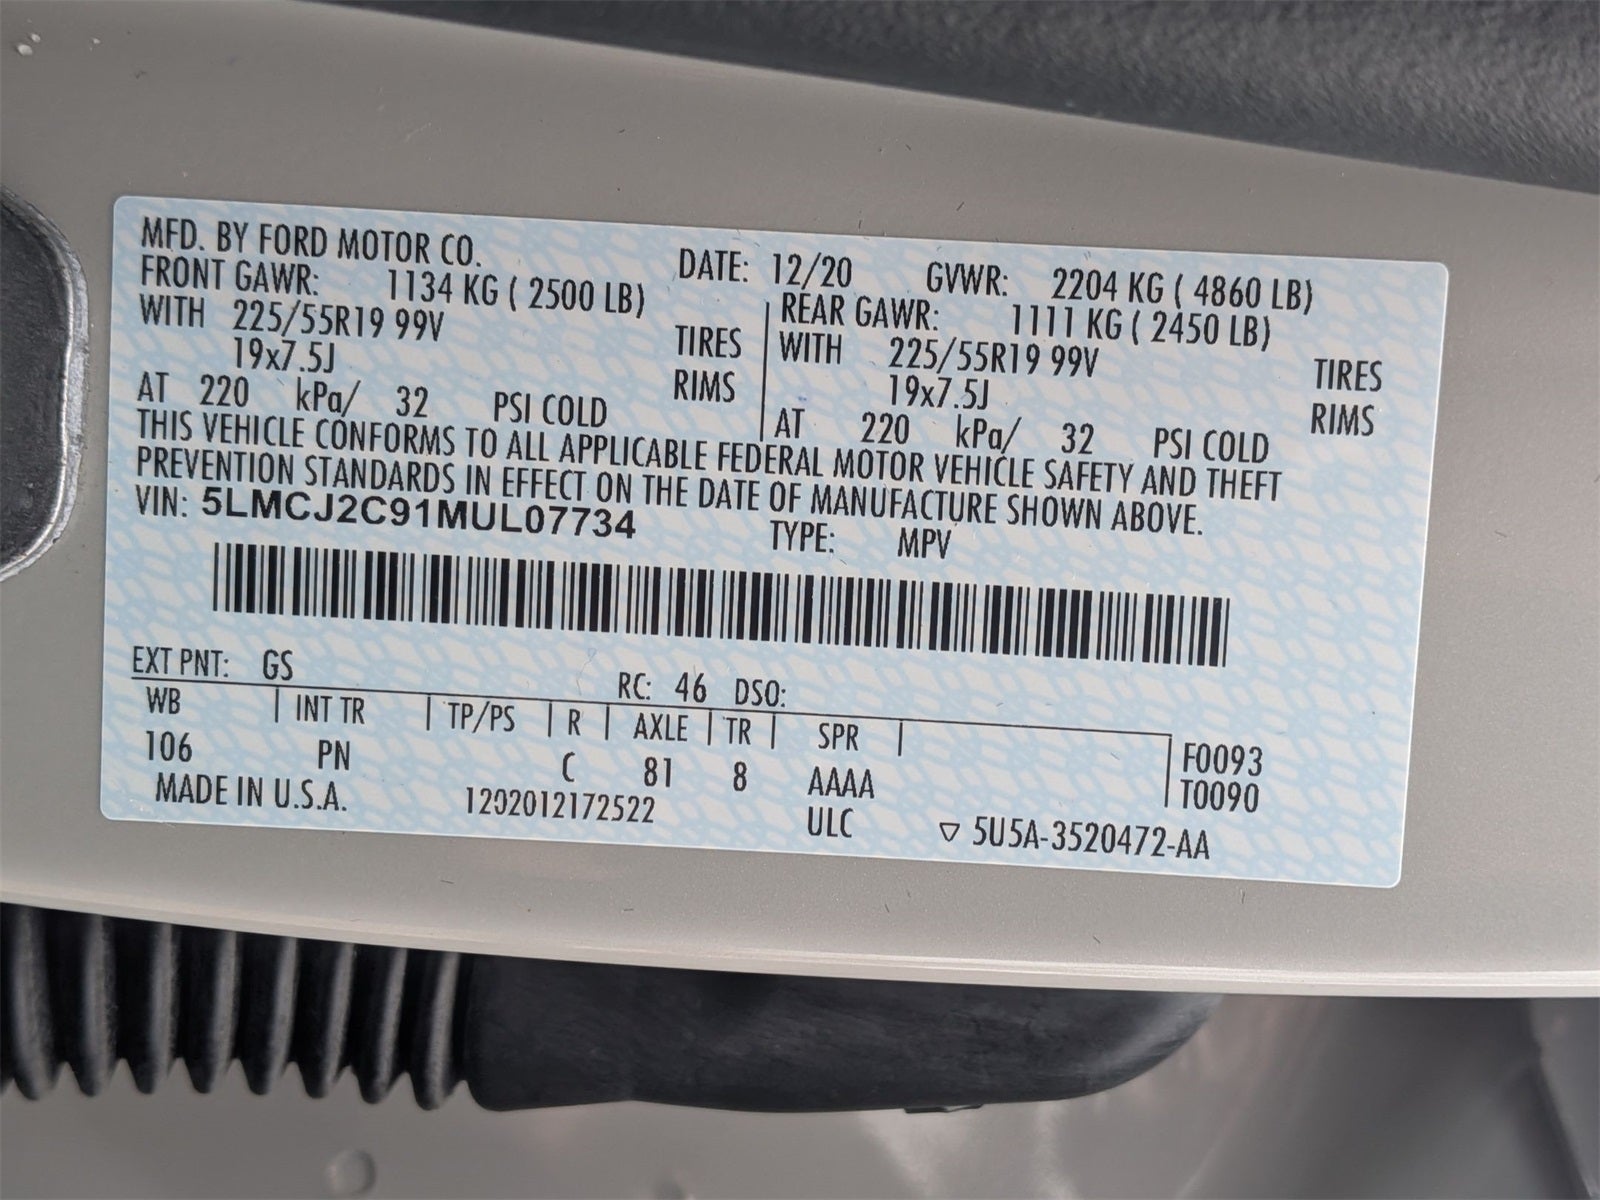 MFD. BY FORD MOTOR CO. DATE: 12/20 GVWR: 2204 KG ( 4860 LB)
FRONT GAWR: 1134 KG ( 2500 LB) REAR GAWR: 1111 KG ( 2450 LB)
WITH 225/55R19 99V TIRES WITH 225/55R19 99V TIRES
19x7.5J RIMS 19x7.5J RIMS
AT 220 kPa/ 32 PSI COLD AT 220 kPa/ 32 PSI COLD
THIS VEHICLE CONFORMS TO ALL APPLICABLE FEDERAL MOTOR VEHICLE SAFETY AND THEFT
PREVENTION STANDARDS IN EFFECT ON THE DATE OF MANUFACTURE SHOWN ABOVE.
VIN: 5LMCJ2C91MUL07734 TYPE: MPV
EXT PNT: GS RC: 46 DSO:
WB INT TR TP/PS R AXLE TR SPR F0093
106 PN C 81 8 AAAA T0090
MADE IN U.S.A. 1202012172522 ULC ▽ 5U5A-3520472-AA